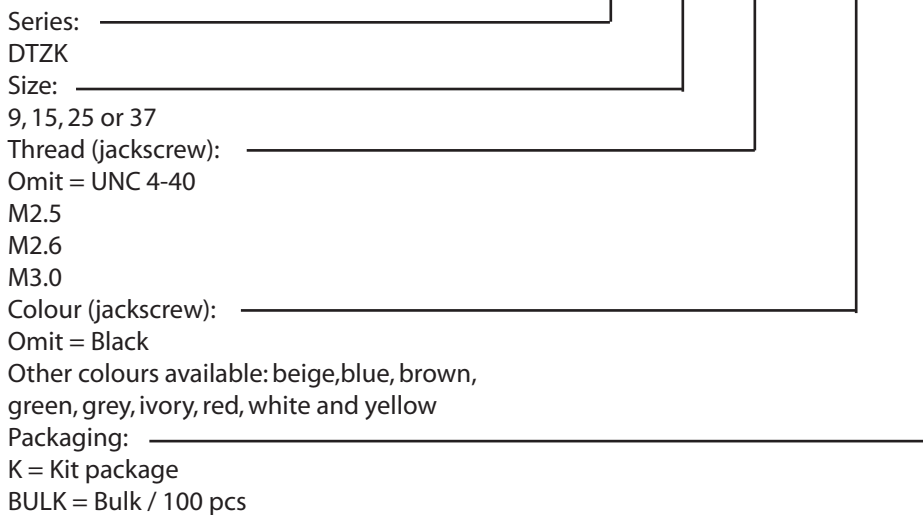 Series:
DTZK
Size:
9, 15, 25 or 37
Thread (jackscrew):
Omit = UNC 4-40
M2.5
M2.6
M3.0
Colour (jackscrew):
Omit = Black
Other colours available: beige,blue, brown,
green, grey, ivory, red, white and yellow
Packaging:
K = Kit package
BULK = Bulk / 100 pcs